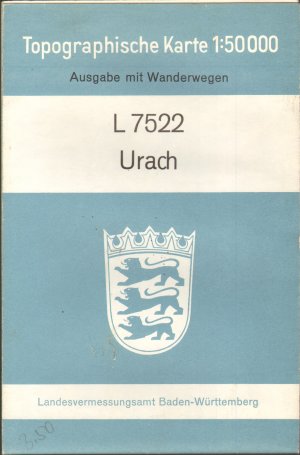 Topographische Karte 1:50 000
Ausgabe mit Wanderwegen
L 7522
Urach
Landesvermessungsamt Baden-Württemberg
3.50